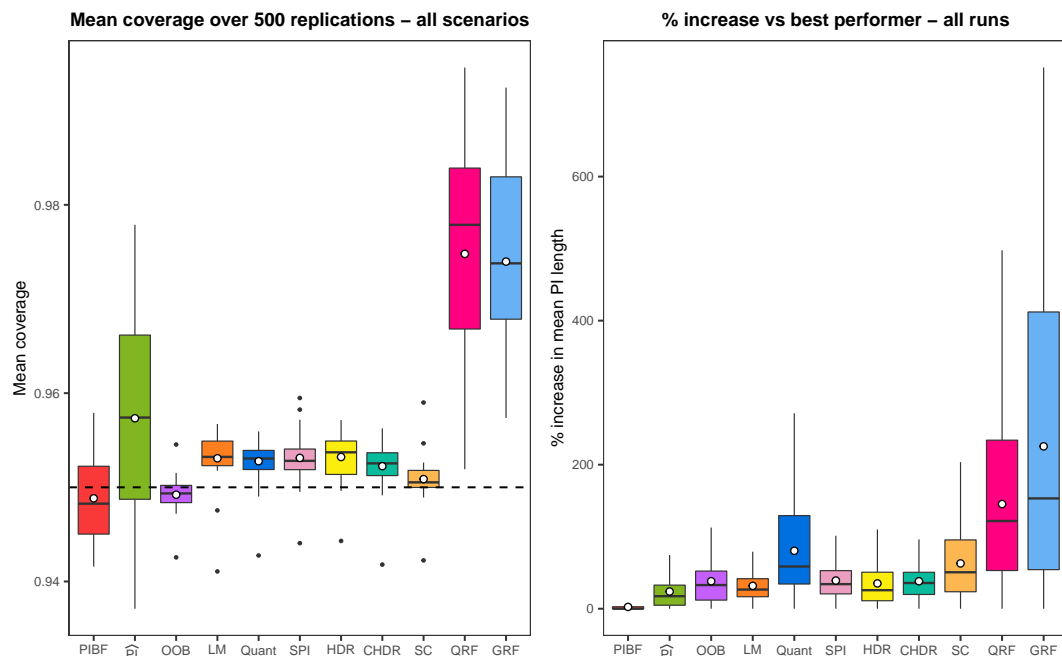 Mean coverage over 500 replications – all scenarios
Mean coverage
0.98
0.96
0.94
PIBF P̂I OOB LM Quant SPI HDR CHDR SC QRF GRF
% increase vs best performer – all runs
% increase in mean PI length
600
400
200
0
PIBF P̂I OOB LM Quant SPI HDR CHDR SC QRF GRF